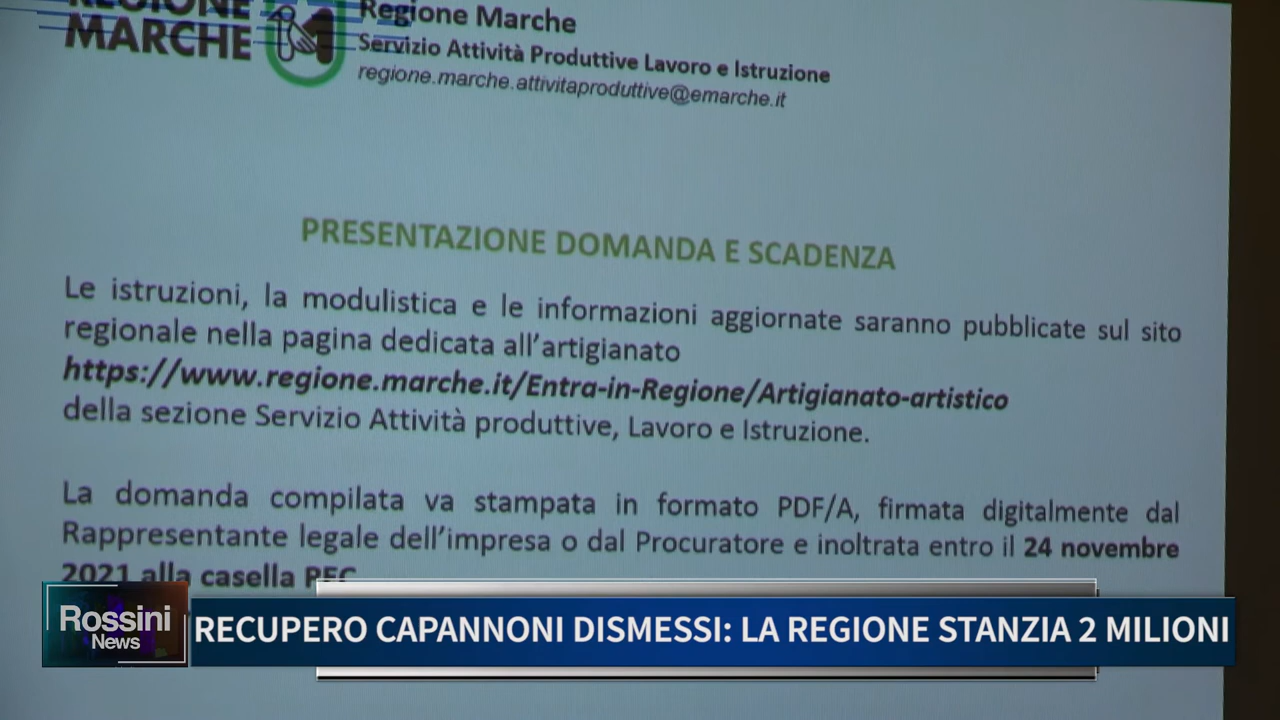 REGIONE
MARCHE
Regione Marche
Servizio Attività Produttive Lavoro e Istruzione
regione.marche.attivitaproduttive@emarche.it
PRESENTAZIONE DOMANDA E SCADENZA
Le istruzioni, la modulistica e le informazioni aggiornate saranno pubblicate sul sito
regionale nella pagina dedicata all'artigianato
https://www.regione.marche.it/Entra-in-Regione/Artigianato-artistico
della sezione Servizio Attività produttive, Lavoro e Istruzione.
La domanda compilata va stampata in formato PDF/A, firmata digitalmente dal
Rappresentante legale dell'impresa o dal Procuratore e inoltrata entro il 24 novembre
2021 alla casella PEC
Rossini
News
RECUPERO CAPANNONI DISMESSI: LA REGIONE STANZIA 2 MILIONI